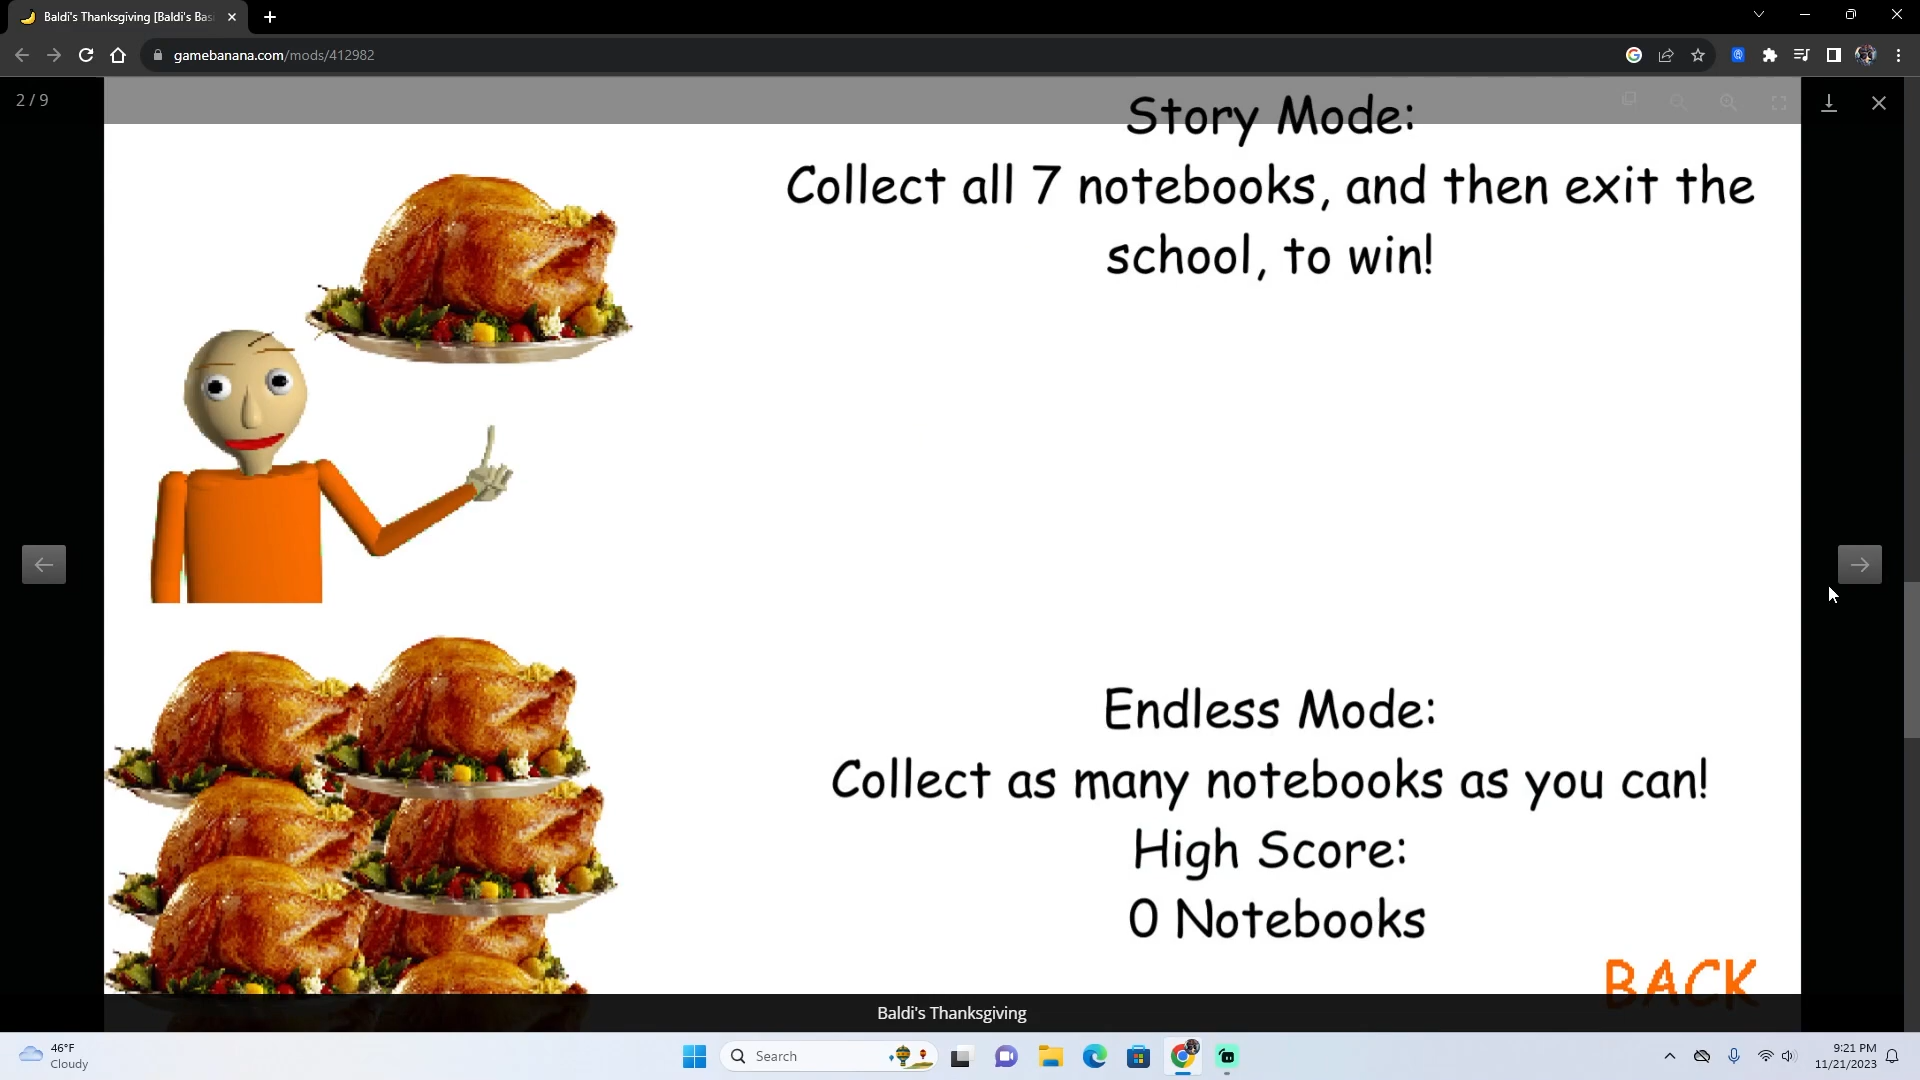 Baldi's Thanksgiving [Baldi's Bas
gamebanana.com/mods/412982
2 / 9
Story Mode:
Collect all 7 notebooks, and then exit the
school, to win!
Endless Mode:
Collect as many notebooks as you can!
High Score:
0 Notebooks
BACK
Baldi's Thanksgiving
46°F
Cloudy
Search
9:21 PM
11/21/2023